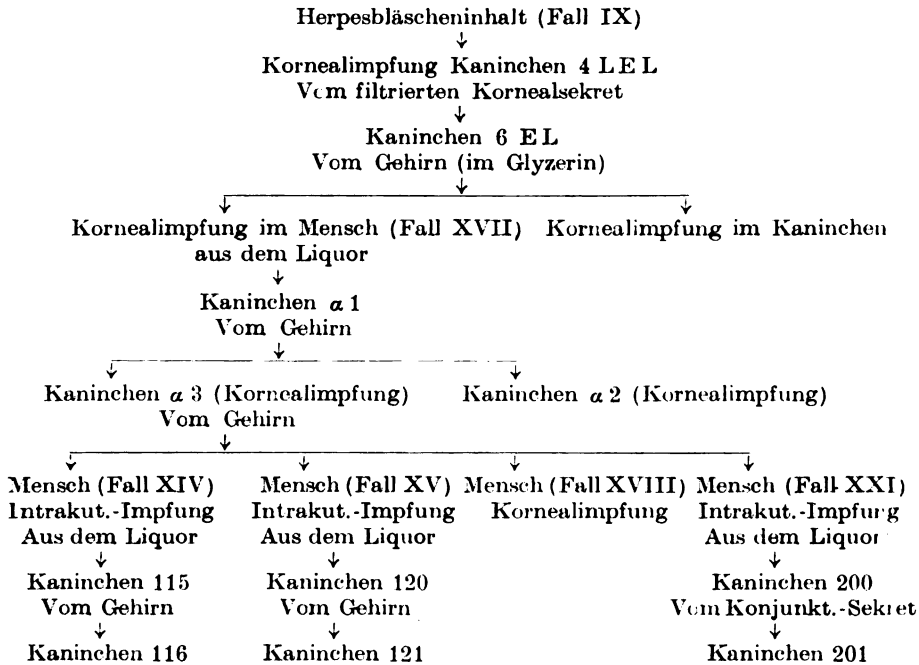 Herpesbläscheninhalt (Fall IX)
↓
Kornealimpfung Kaninchen 4 LEL
Vom filtrierten Kornealsekret
↓
Kaninchen 6 EL
Vom Gehirn (im Glyzerin)
↓
↓ ↓
Kornealimpfung im Mensch (Fall XVII) Kornealimpfung im Kaninchen
aus dem Liquor
↓
Kaninchen α 1
Vom Gehirn
↓
↓ ↓
Kaninchen α 3 (Kornealimpfung) Kaninchen α 2 (Kornealimpfung)
Vom Gehirn
↓
↓ ↓ ↓ ↓
Mensch (Fall XIV) Mensch (Fall XV) Mensch (Fall XVIII) Mensch (Fall XXI)
Intrakut.-Impfung Intrakut.-Impfung Kornealimpfung Intrakut.-Impfung
Aus dem Liquor Aus dem Liquor Aus dem Liquor
↓ ↓ ↓
Kaninchen 115 Kaninchen 120 Kaninchen 200
Vom Gehirn Vom Gehirn Vom Konjunkt.-Sekret
↓ ↓ ↓
Kaninchen 116 Kaninchen 121 Kaninchen 201